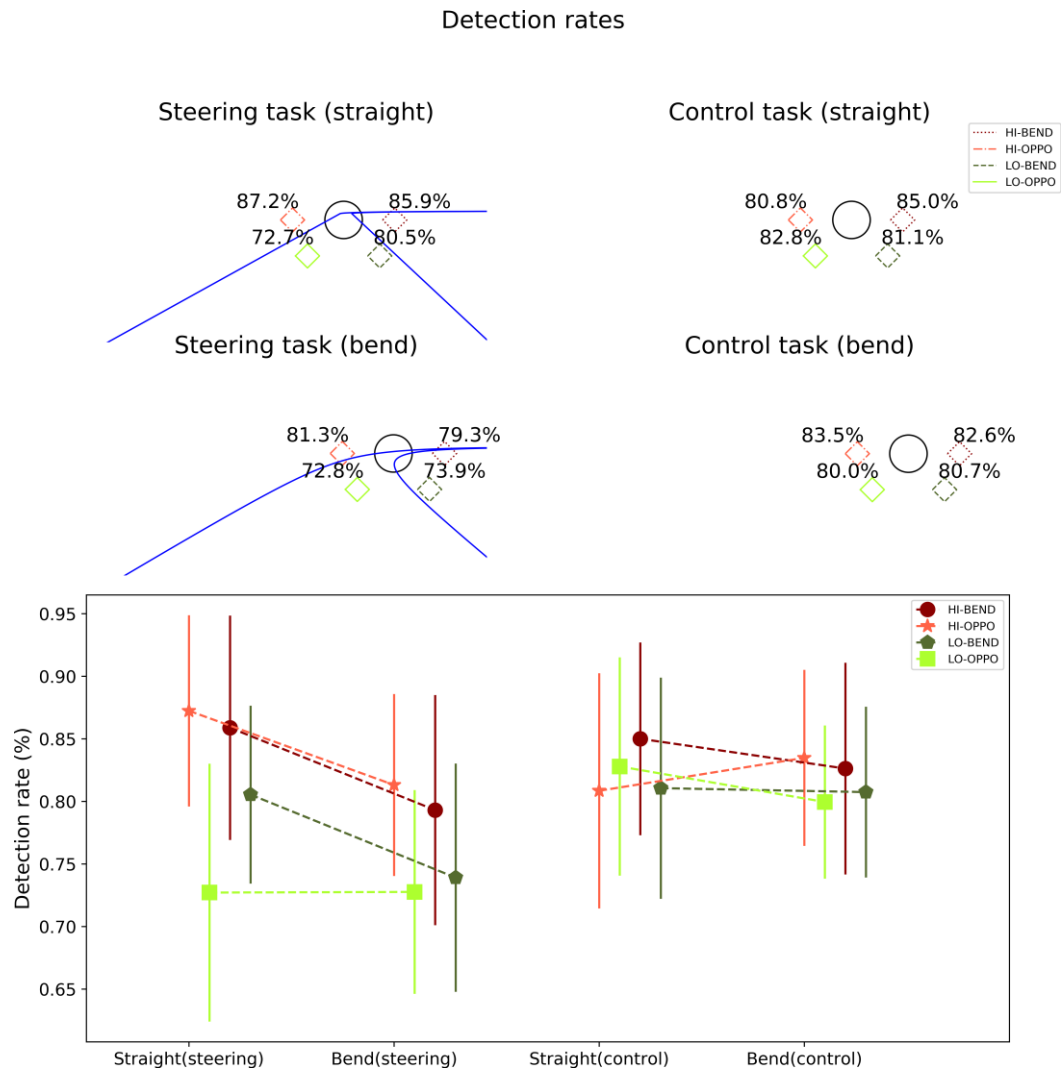 Detection rates
Steering task (straight)
Control task (straight)
HI-BEND
HI-OPPO
LO-BEND
LO-OPPO
87.2%
85.9%
72.7%
80.5%
80.8%
85.0%
82.8%
81.1%
Steering task (bend)
Control task (bend)
81.3%
79.3%
72.8%
73.9%
83.5%
82.6%
80.0%
80.7%
HI-BEND
HI-OPPO
LO-BEND
LO-OPPO
Detection rate (%)
0.95
0.90
0.85
0.80
0.75
0.70
0.65
Straight(steering)
Bend(steering)
Straight(control)
Bend(control)